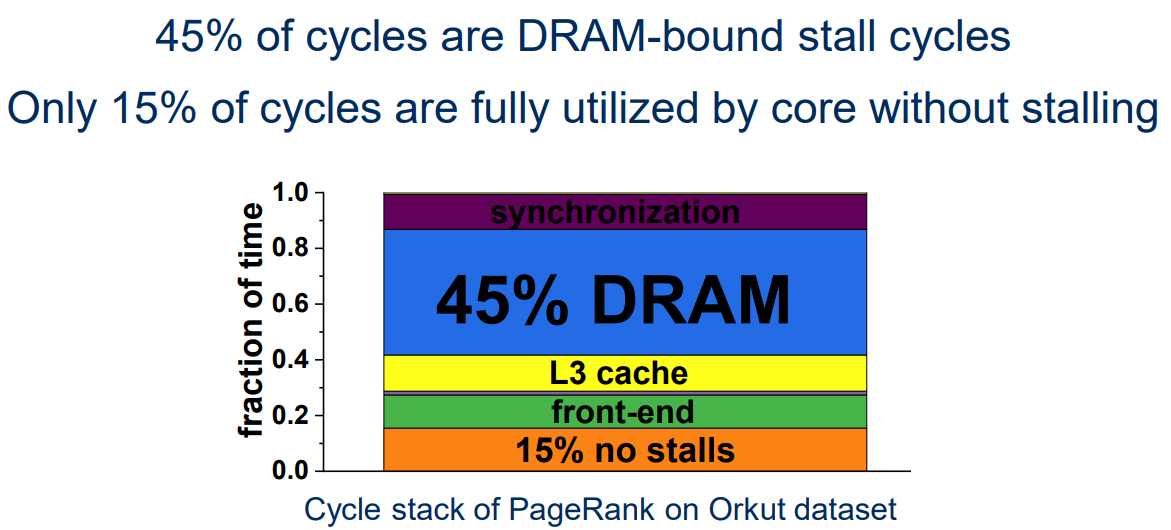 45% of cycles are DRAM-bound stall cycles
Only 15% of cycles are fully utilized by core without stalling
fraction of time
1.0
0.8
0.6
0.4
0.2
0.0
synchronization
45% DRAM
L3 cache
front-end
15% no stalls
Cycle stack of PageRank on Orkut dataset